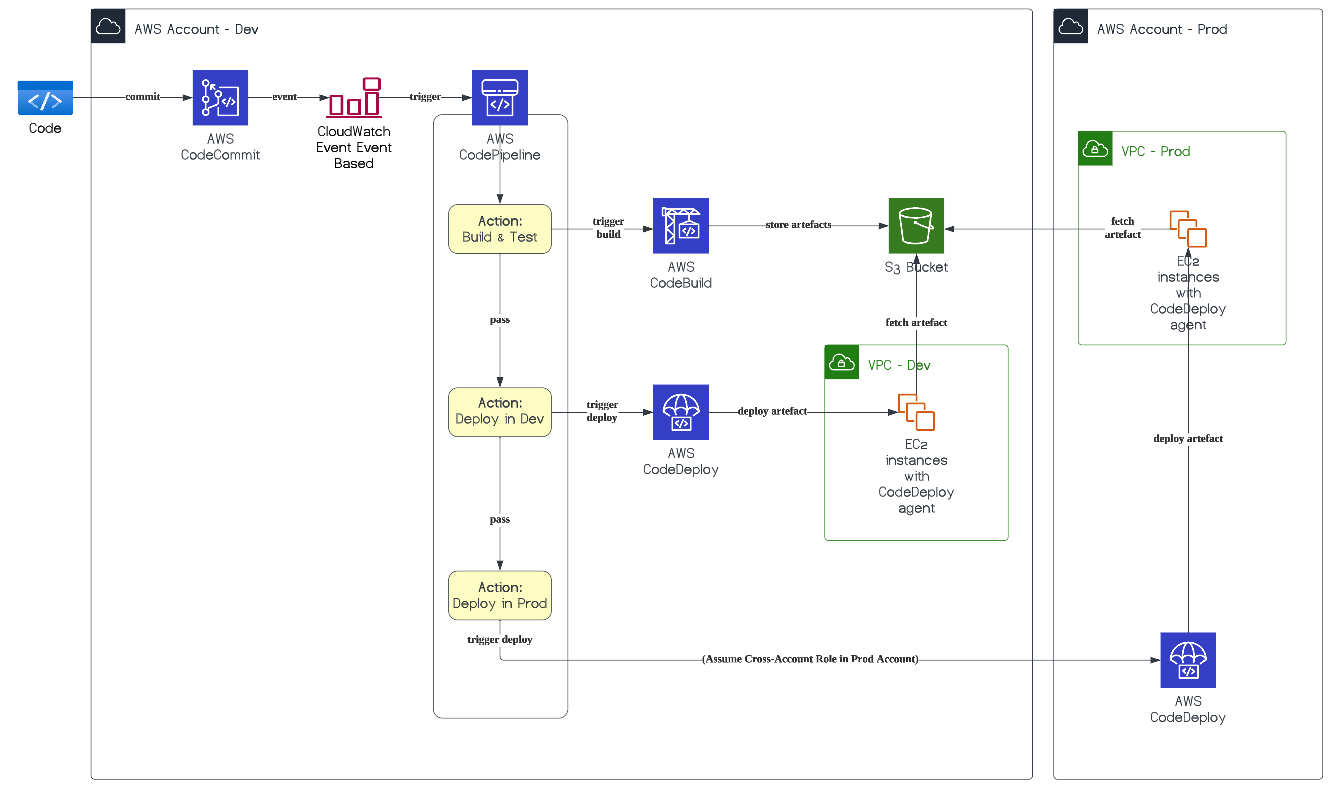 AWS Account - Dev
AWS Account - Prod
Code
commit
AWS
CodeCommit
event
CloudWatch
Event Event
Based
trigger
AWS
CodePipeline
Action:
Build & Test
trigger
build
AWS
CodeBuild
store artefacts
S3 Bucket
fetch
artefact
VPC - Prod
EC2
instances
with
CodeDeploy
agent
pass
fetch artefact
VPC - Dev
Action:
Deploy in Dev
trigger
deploy
AWS
CodeDeploy
deploy artefact
EC2
instances
with
CodeDeploy
agent
deploy artefact
pass
Action:
Deploy in Prod
trigger deploy
(Assume Cross-Account Role in Prod Account)
AWS
CodeDeploy